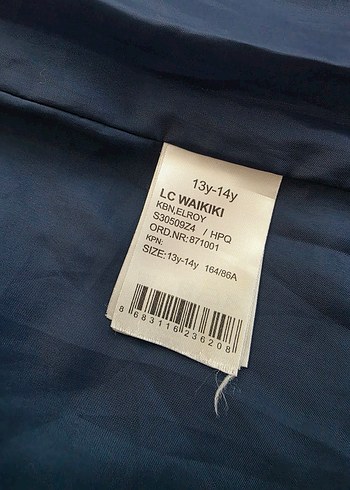 13y-14y
LC WAIKIKI
KBN,ELROY
S30509Z4 / HPQ
ORD.NR:871001
KPN:
SIZE:13y-14y 164/86A
8 683116 236208